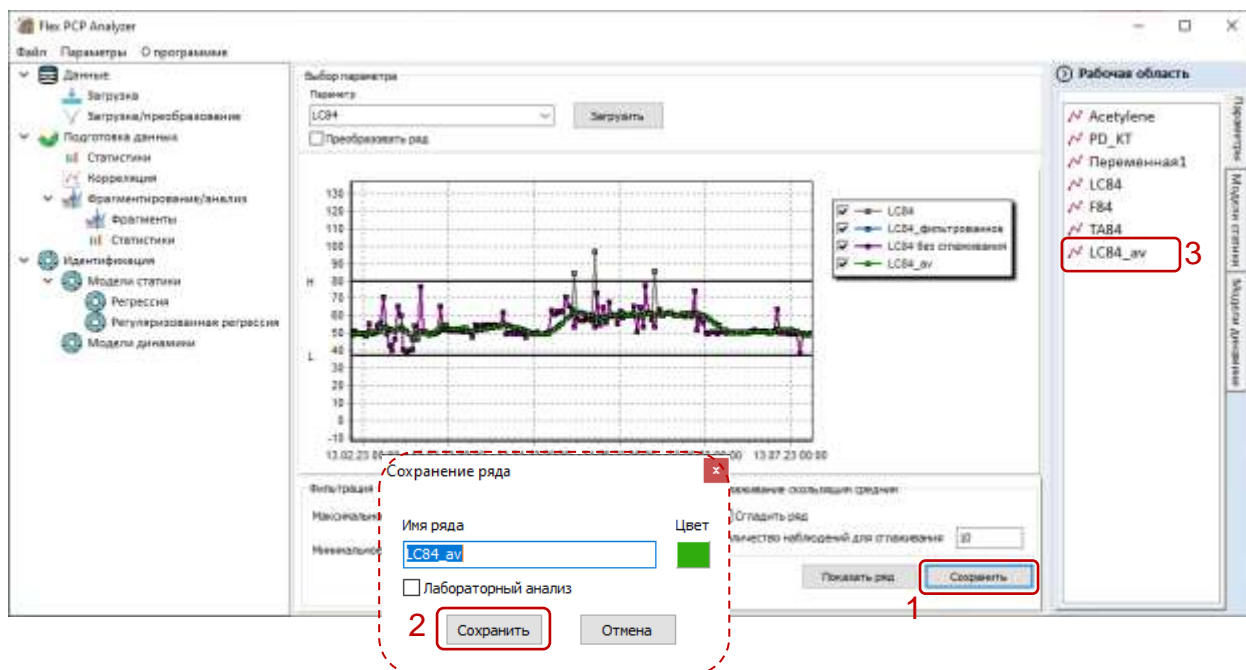 Flex PCP Analyzer
Файл Параметры О программе
Данные
Загрузка
Загрузка/преобразование
Подготовка данных
Статистики
Корреляция
Фрагментирование/анализ
Фрагменты
Статистики
Идентификация
Модели статики
Регрессия
Регуляризованная регрессия
Модели динамики
Выбор параметра
Параметр
LC84
Загрузить
Преобразовать ряд
130
120
110
100
90
H
80
70
60
50
40
L
30
20
10
0
-10
13.02.23
00:00
13.07.23 00:00
LC84
LC84_фильтрованное
LC84 без сглаживания
LC84_av
Фильтрация
сглаживание скользящим средним
Сгладить ряд
количество наблюдений для сглаживания 10
Показать ряд
Сохранить
1
Сохранение ряда
x
Имя ряда
Цвет
LC84_av
Лабораторный анализ
2
Сохранить
Отмена
Рабочая область
Acetylene
PD_KT
Переменная1
LC84
F84
TA84
LC84_av
3
Параметры
Модели статики
Модели динамики